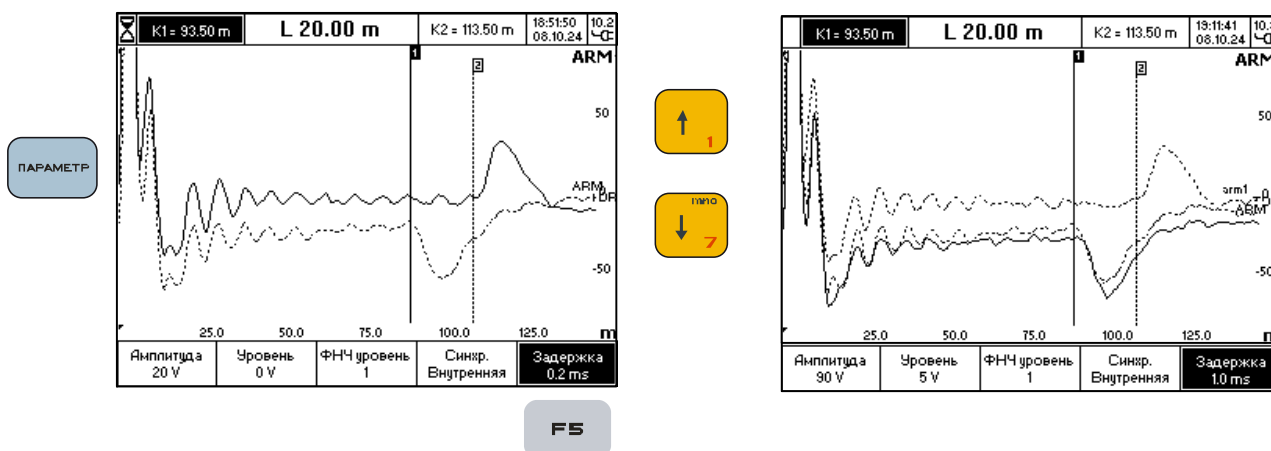 ПАРАМЕТР
K1 = 93.50 m
L 20.00 m
K2 = 113.50 m
18:51:50
08.10.24
10.2
1
2
ARM
50
ARM
TDR
-50
25.0 50.0 75.0 100.0 125.0 m
Амплитуда
20 V
Уровень
0 V
ФНЧ уровень
1
Синхр.
Внутренняя
Задержка
0.2 ms
F5
1
mno
7
K1 = 93.50 m
L 20.00 m
K2 = 113.50 m
19:11:41
08.10.24
1
2
50
arm1
ARM
-50
25.0 50.0 75.0 100.0 125.0
Амплитуда
90 V
Уровень
5 V
ФНЧ уровень
1
Синхр.
Внутренняя
Задержка
1.0 ms